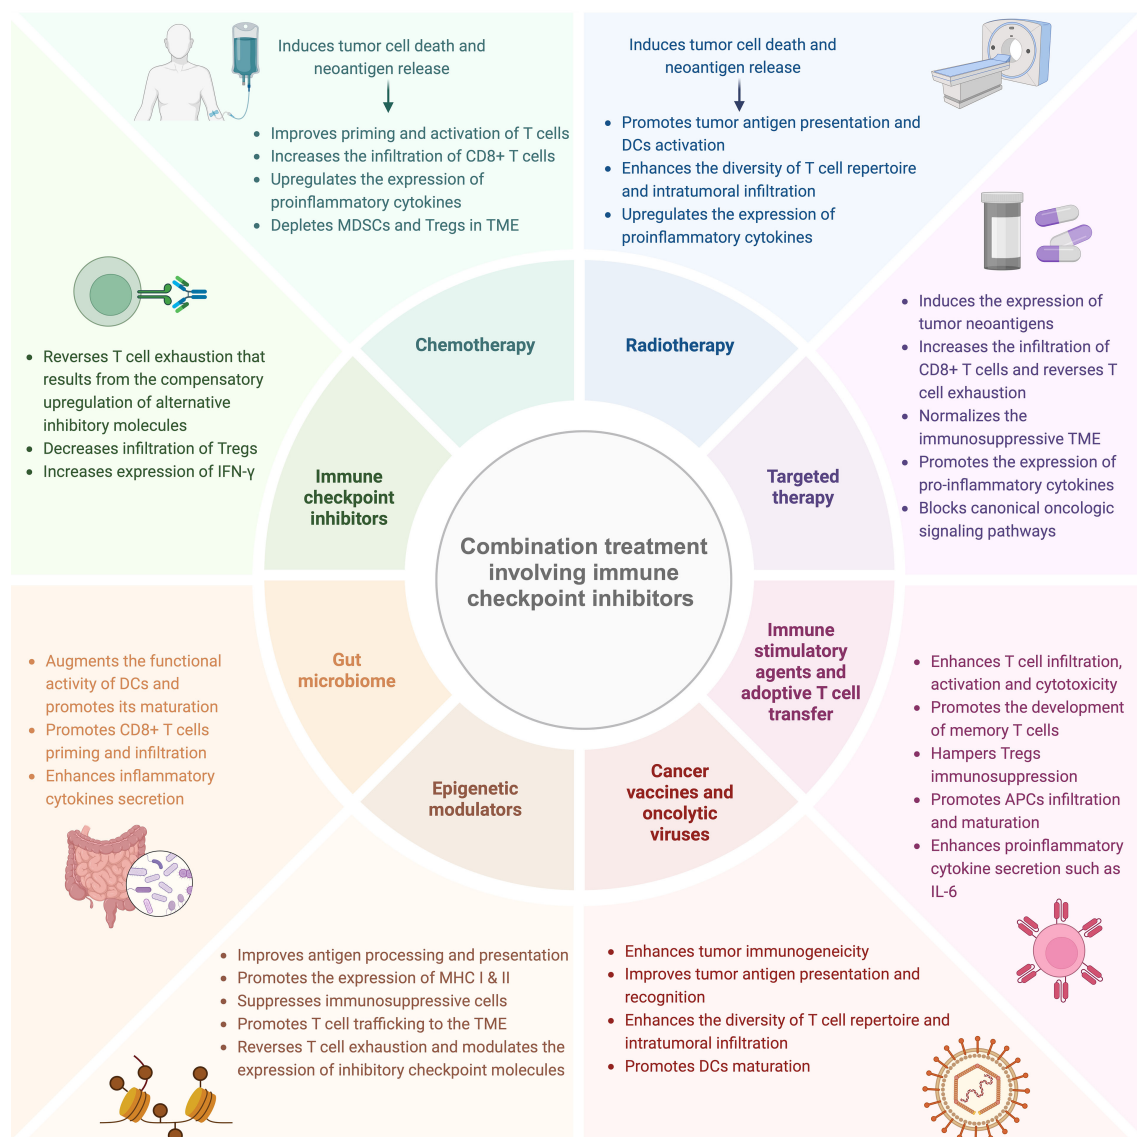 Induces tumor cell death and
neoantigen release
• Improves priming and activation of T cells
• Increases the infiltration of CD8+ T cells
• Upregulates the expression of
proinflammatory cytokines
• Depletes MDSCs and Tregs in TME
Induces tumor cell death and
neoantigen release
• Promotes tumor antigen presentation and
DCs activation
• Enhances the diversity of T cell repertoire
and intratumoral infiltration
• Upregulates the expression of
proinflammatory cytokines
• Reverses T cell exhaustion that
results from the compensatory
upregulation of alternative
inhibitory molecules
• Decreases infiltration of Tregs
• Increases expression of IFN-γ
• Induces the expression of
tumor neoantigens
• Increases the infiltration of
CD8+ T cells and reverses T
cell exhaustion
• Normalizes the
immunosuppressive TME
• Promotes the expression of
pro-inflammatory cytokines
• Blocks canonical oncologic
signaling pathways
Chemotherapy
Radiotherapy
Immune
checkpoint
inhibitors
Targeted
therapy
Combination treatment
involving immune
checkpoint inhibitors
Gut
microbiome
Immune
stimulatory
agents and
adoptive T cell
transfer
Epigenetic
modulators
Cancer
vaccines and
oncolytic
viruses
• Augments the functional
activity of DCs and
promotes its maturation
• Promotes CD8+ T cells
priming and infiltration
• Enhances inflammatory
cytokines secretion
• Enhances T cell infiltration,
activation and cytotoxicity
• Promotes the development
of memory T cells
• Hampers Tregs
immunosuppression
• Promotes APCs infiltration
and maturation
• Enhances proinflammatory
cytokine secretion such as
IL-6
• Improves antigen processing and presentation
• Promotes the expression of MHC I & II
• Suppresses immunosuppressive cells
• Promotes T cell trafficking to the TME
• Reverses T cell exhaustion and modulates the
expression of inhibitory checkpoint molecules
• Enhances tumor immunogeneicity
• Improves tumor antigen presentation and
recognition
• Enhances the diversity of T cell repertoire and
intratumoral infiltration
• Promotes DCs maturation